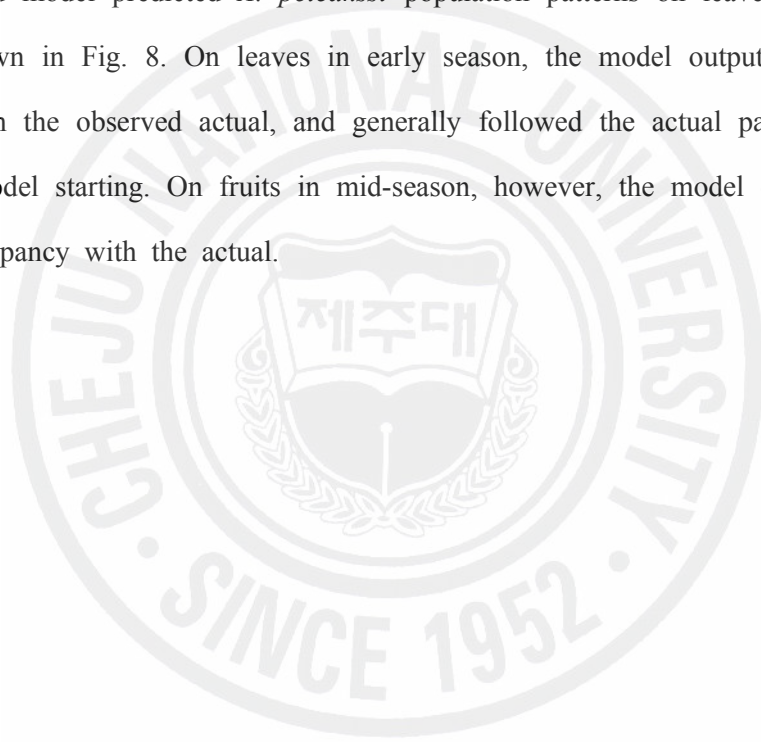 model predicted A. pelekassi population patterns on leave
wn in Fig. 8. On leaves in early season, the model output
n the observed actual, and generally followed the actual pa
odel starting. On fruits in mid-season, however, the model
pancy with the actual.
CHEJU NATIONAL UNIVERSITY
제주대
· SINCE 1952 ·